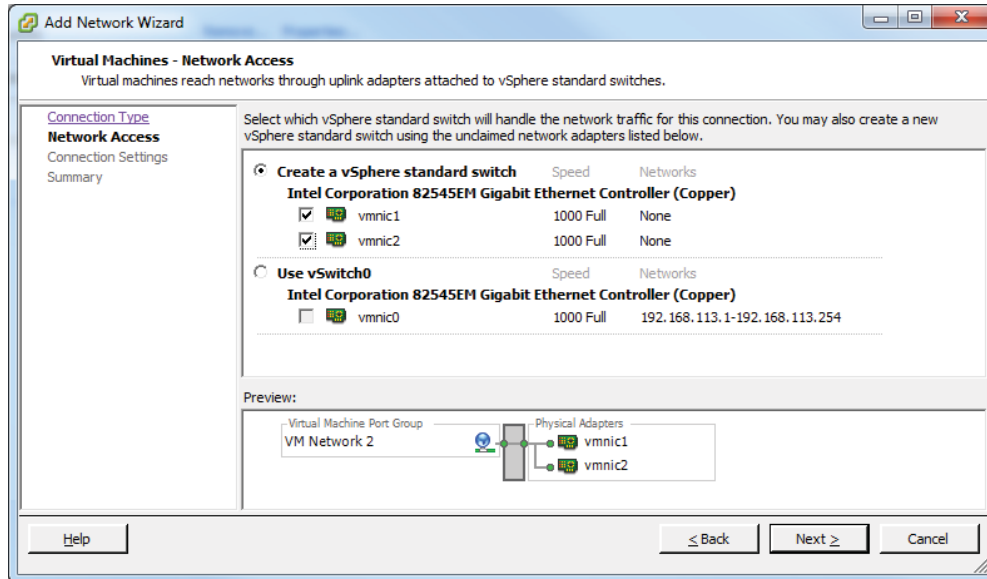 Add Network Wizard
Virtual Machines - Network Access
Virtual machines reach networks through uplink adapters attached to vSphere standard switches.
Connection Type
Network Access
Connection Settings
Summary
Select which vSphere standard switch will handle the network traffic for this connection. You may also create a new
vSphere standard switch using the unclaimed network adapters listed below.
Create a vSphere standard switch Speed Networks
Intel Corporation 82545EM Gigabit Ethernet Controller (Copper)
vmnic1 1000 Full None
vmnic2 1000 Full None
Use vSwitch0 Speed Networks
Intel Corporation 82545EM Gigabit Ethernet Controller (Copper)
vmnic0 1000 Full 192.168.113.1-192.168.113.254
Preview:
Virtual Machine Port Group Physical Adapters
VM Network 2 vmnic1
vmnic2
Help < Back Next > Cancel